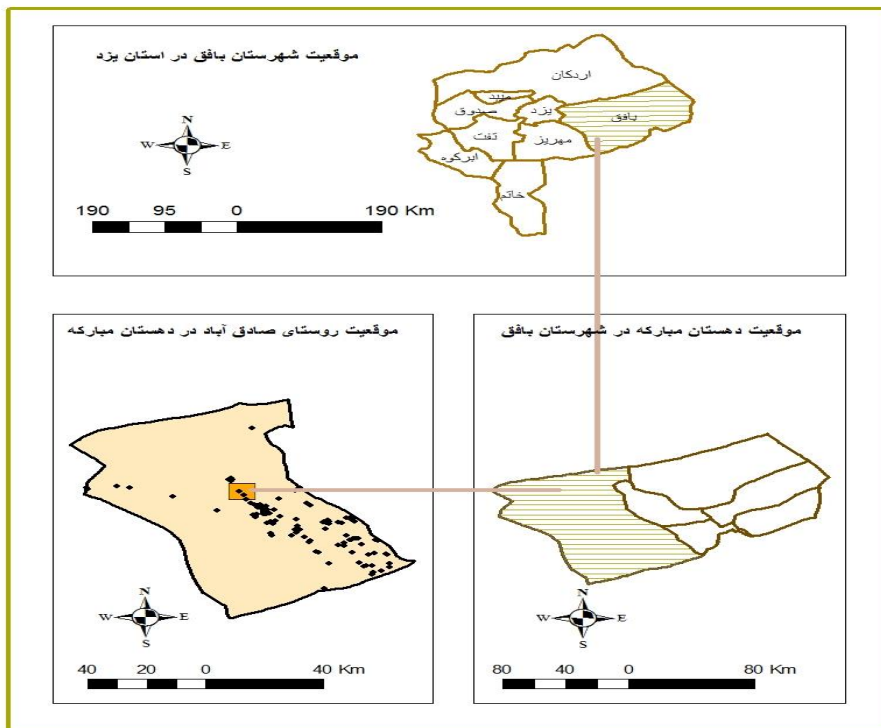 موقعیت شهرستان بافق در استان یزد
اردکان
میبد
صدوق
یزد
بافق
تفت
مهریز
ابرکوه
خاتم
N
W E
S
190 95 0 190 Km
موقعیت دهستان مبارکه در شهرستان بافق
N
W E
S
80 40 0 80 Km
موقعیت روستای صادق آباد در دهستان مبارکه
N
W E
S
40 20 0 40 Km